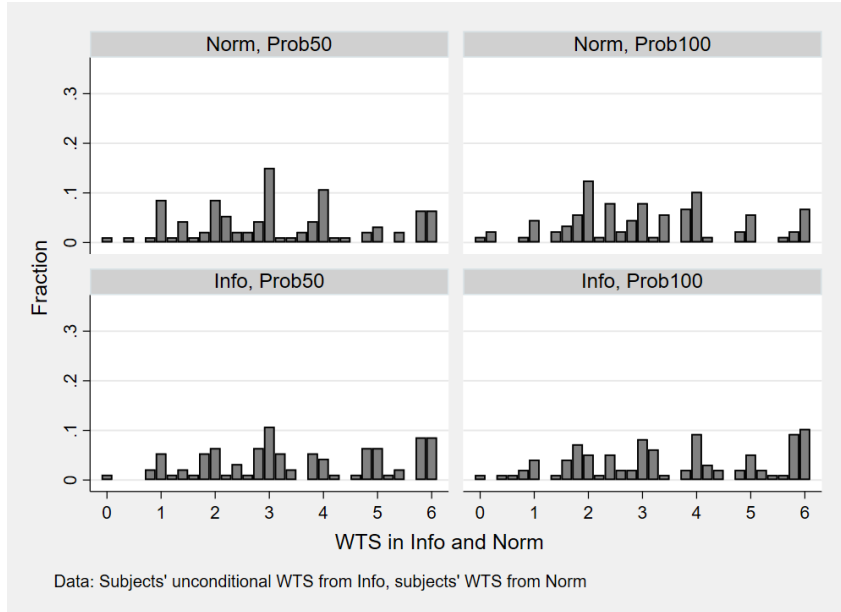 Norm, Prob50
Norm, Prob100
.3
.2
.1
0
Info, Prob50
Info, Prob100
.3
.2
.1
0
Fraction
0 1 2 3 4 5 6
0 1 2 3 4 5 6
WTS in Info and Norm
Data: Subjects' unconditional WTS from Info, subjects' WTS from Norm